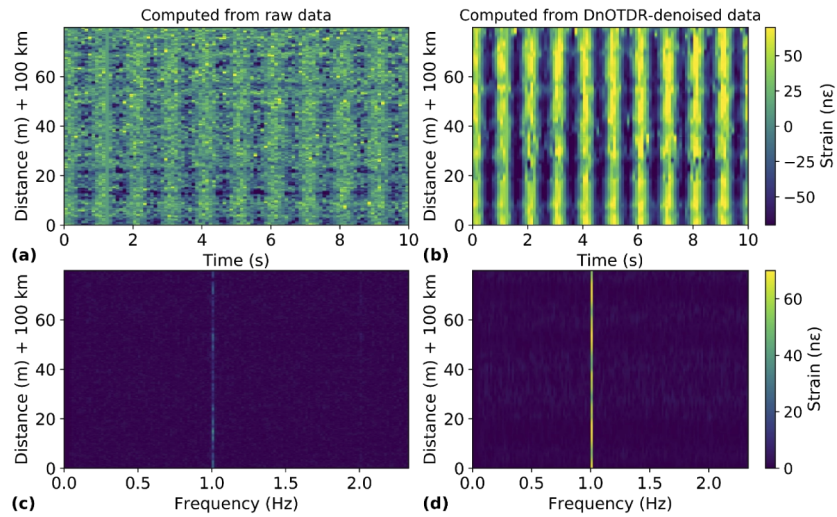 Computed from raw data
Computed from DnOTDR-denoised data
Distance (m) + 100 km
80
60
40
20
0
0 2 4 6 8 10
Time (s)
(a)
Distance (m) + 100 km
80
60
40
20
0
0 2 4 6 8 10
Time (s)
(b)
50
25
0
−25
−50
Strain (nε)
Distance (m) + 100 km
80
60
40
20
0
0.0 0.5 1.0 1.5 2.0
Frequency (Hz)
(c)
Distance (m) + 100 km
80
60
40
20
0
0.0 0.5 1.0 1.5 2.0
Frequency (Hz)
(d)
60
40
20
0
Strain (nε)